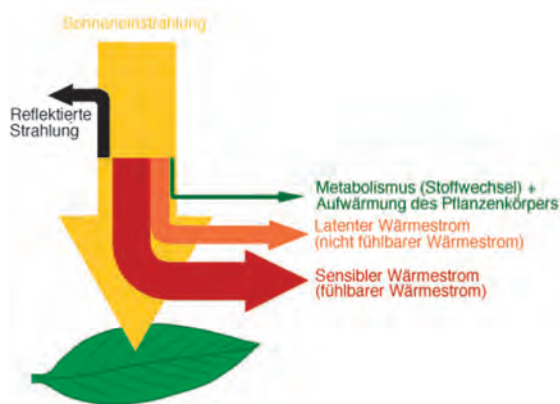 Sonneneinstrahlung
Reflektierte
Strahlung
Metabolismus (Stoffwechsel) +
Aufwärmung des Pflanzenkörpers
Latenter Wärmestrom
(nicht fühlbarer Wärmestrom)
Sensibler Wärmestrom
(fühlbarer Wärmestrom)